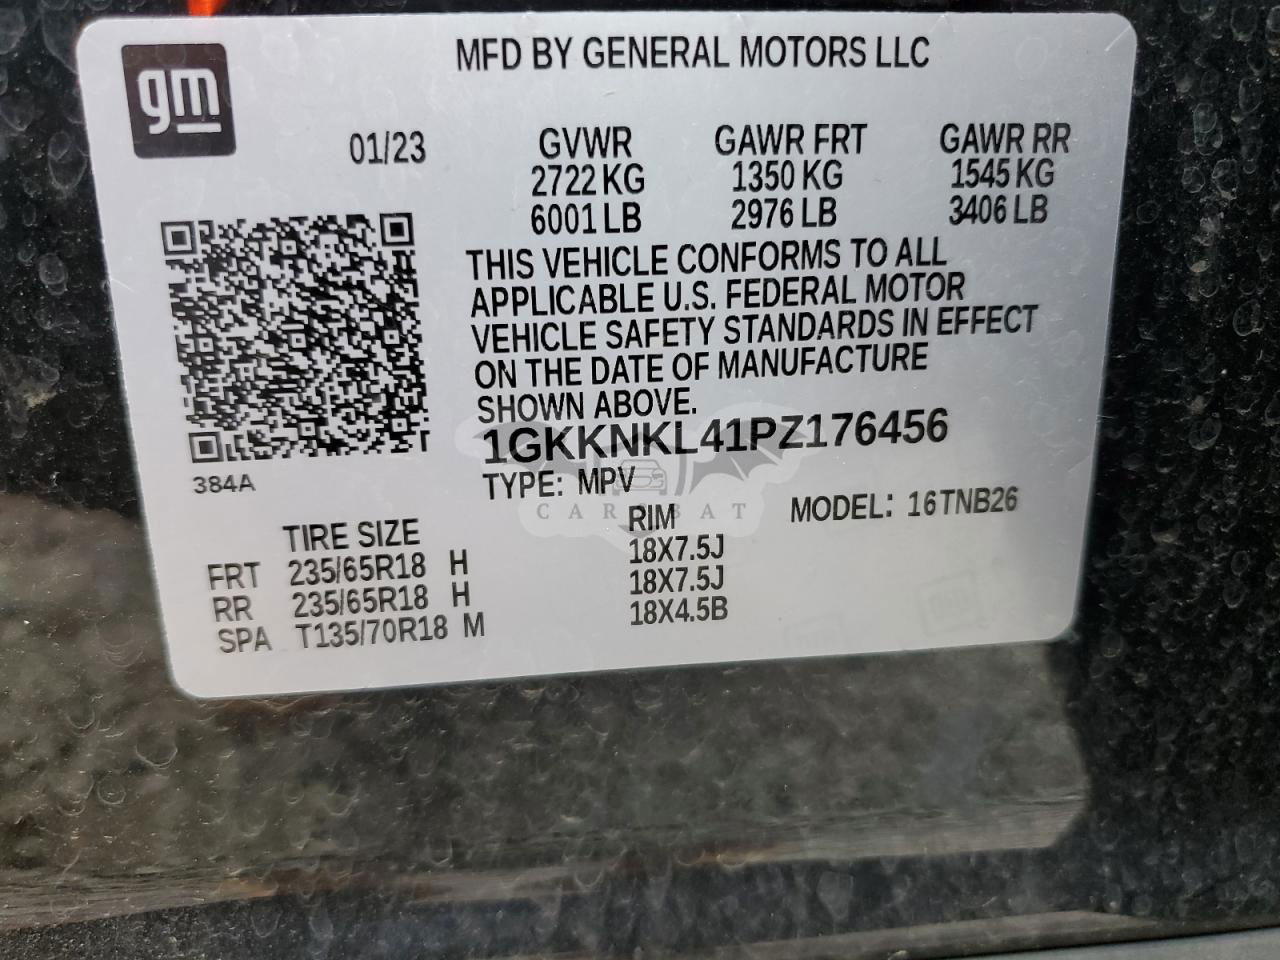 gm
MFD BY GENERAL MOTORS LLC
01/23 GVWR GAWR FRT GAWR RR
2722 KG 1350 KG 1545 KG
6001 LB 2976 LB 3406 LB
THIS VEHICLE CONFORMS TO ALL
APPLICABLE U.S. FEDERAL MOTOR
VEHICLE SAFETY STANDARDS IN EFFECT
ON THE DATE OF MANUFACTURE
SHOWN ABOVE.
1GKKNKL41PZ176456
384A
TYPE: MPV
CAR BAT
MODEL: 16TNB26
TIRE SIZE RIM
FRT 235/65R18 H 18X7.5J
RR 235/65R18 H 18X7.5J
SPA T135/70R18 M 18X4.5B